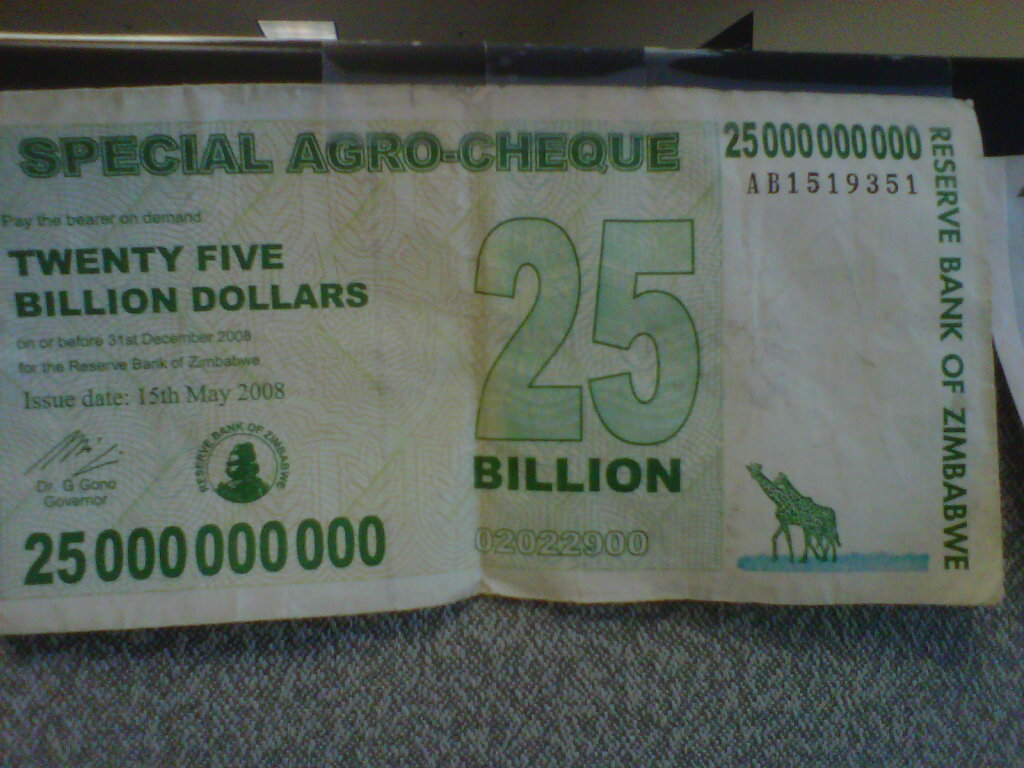 SPECIAL AGRO-CHEQUE
25000000000
AB1519351
Pay the bearer on demand
TWENTY FIVE
BILLION DOLLARS
on or before 31st December 2008
for the Reserve Bank of Zimbabwe
Issue date: 15th May 2008
RESERVE BANK OF ZIMBABWE
Dr. G Gono
Governor
25000000000
25
BILLION
02022900
RESERVE BANK OF ZIMBABWE